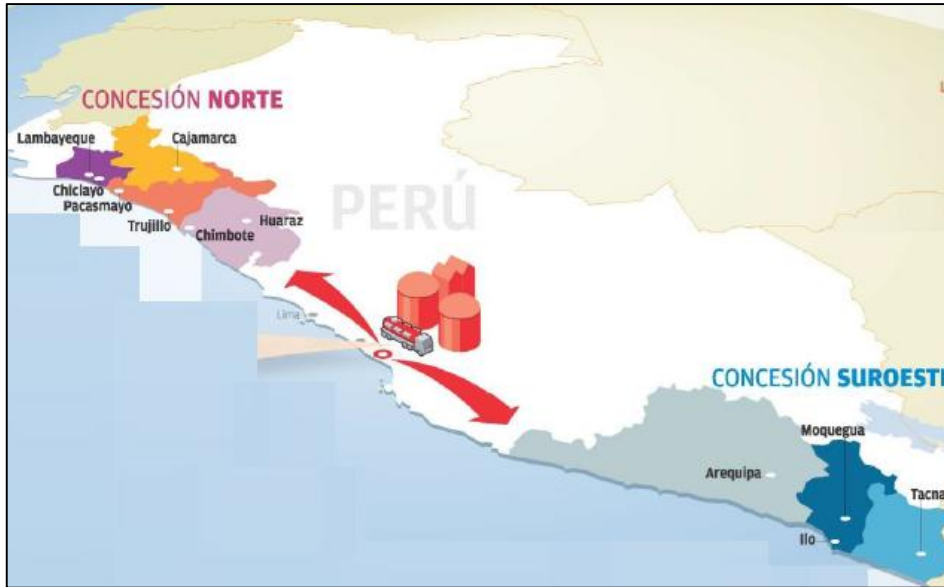 CONCESIÓN NORTE
Lambayeque
Cajamarca
Chiclayo
Pacasmayo
Trujillo
Huaraz
Chimbote
PERÚ
Lima
CONCESIÓN SUROESTE
Moquegua
Arequipa
Tacna
Ilo